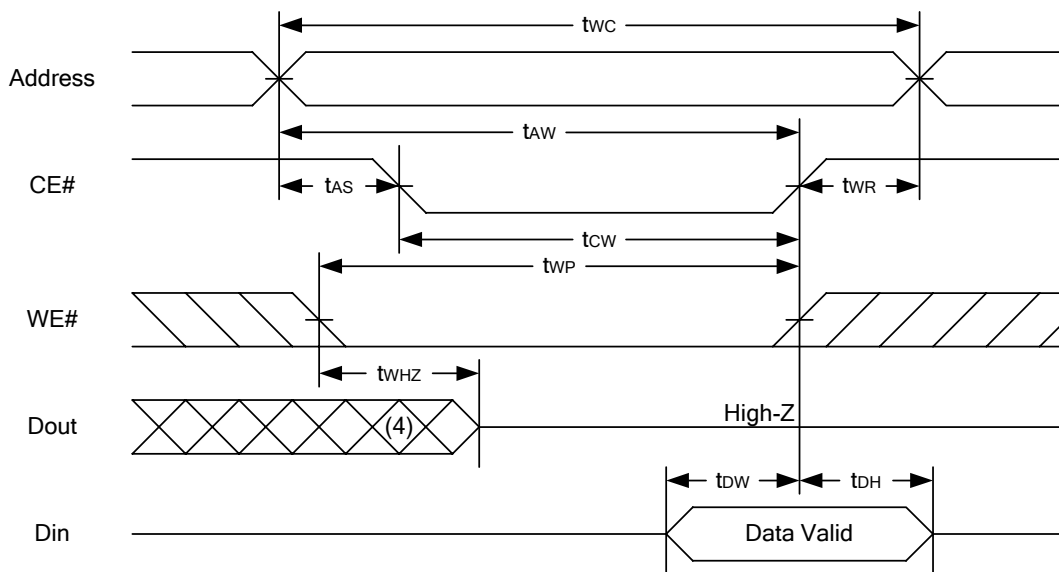 tWC
Address
tAW
CE#
tAS
tWR
tCW
tWP
WE#
tWHZ
Dout
(4)
High-Z
tDW
tDH
Din
Data Valid